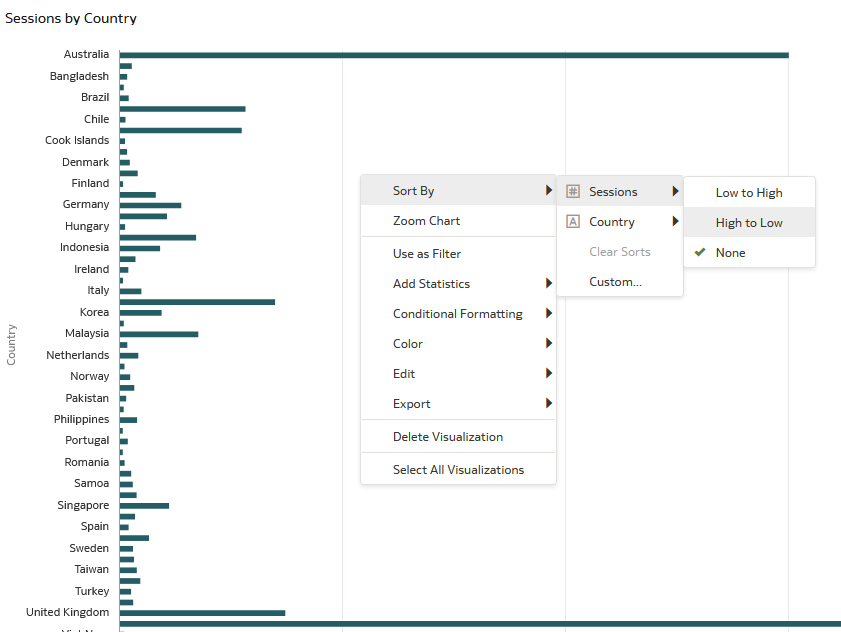 Sessions by Country
Australia
Bangladesh
Brazil
Chile
Cook Islands
Denmark
Finland
Germany
Hungary
Indonesia
Ireland
Italy
Korea
Malaysia
Netherlands
Norway
Pakistan
Philippines
Portugal
Romania
Samoa
Singapore
Spain
Sweden
Taiwan
Turkey
United Kingdom
Country
Sort By
Zoom Chart
Use as Filter
Add Statistics
Conditional Formatting
Color
Edit
Export
Delete Visualization
Select All Visualizations
# Sessions
A Country
Clear Sorts
Custom...
Low to High
High to Low
None